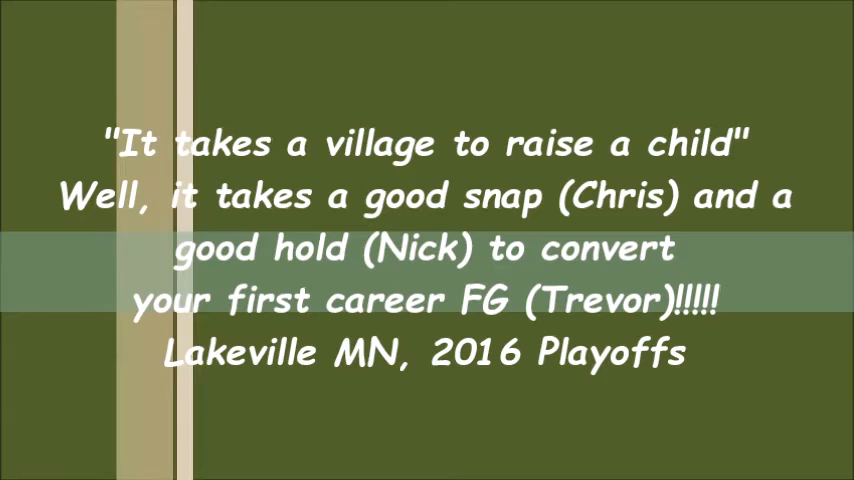 "It takes a village to raise a child"
Well, it takes a good snap (Chris) and a
good hold (Nick) to convert
your first career FG (Trevor)!!!!!
Lakeville MN, 2016 Playoffs